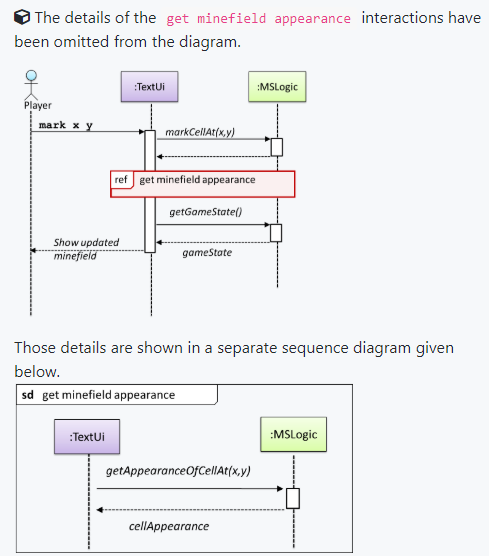 The details of the get minefield appearance interactions have
been omitted from the diagram.
:TextUi
:MSLogic
Player
mark x y
markCellAt(x,y)
ref get minefield appearance
getGameState()
Show updated
minefield
gameState
Those details are shown in a separate sequence diagram given
below.
sd get minefield appearance
:TextUi
:MSLogic
getAppearanceOfCellAt(x,y)
cellAppearance